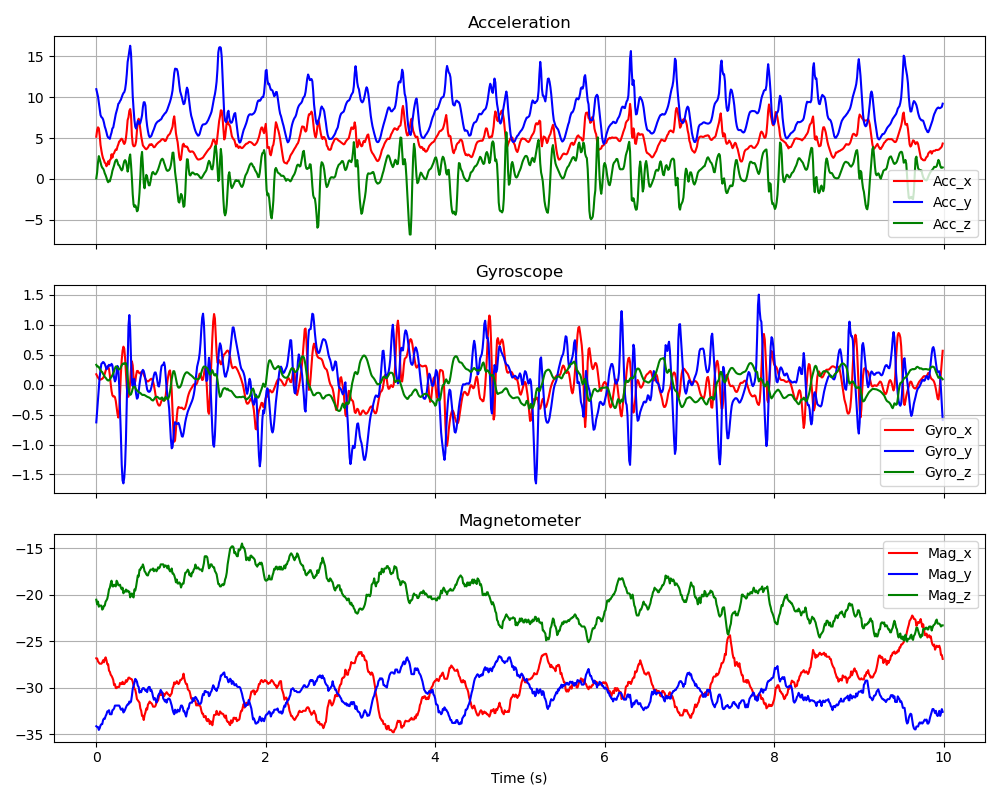 Acceleration
15
10
5
0
−5
Acc_x
Acc_y
Acc_z
Gyroscope
1.5
1.0
0.5
0.0
−0.5
−1.0
−1.5
Gyro_x
Gyro_y
Gyro_z
Magnetometer
−15
−20
−25
−30
−35
Mag_x
Mag_y
Mag_z
0 2 4 6 8 10
Time (s)